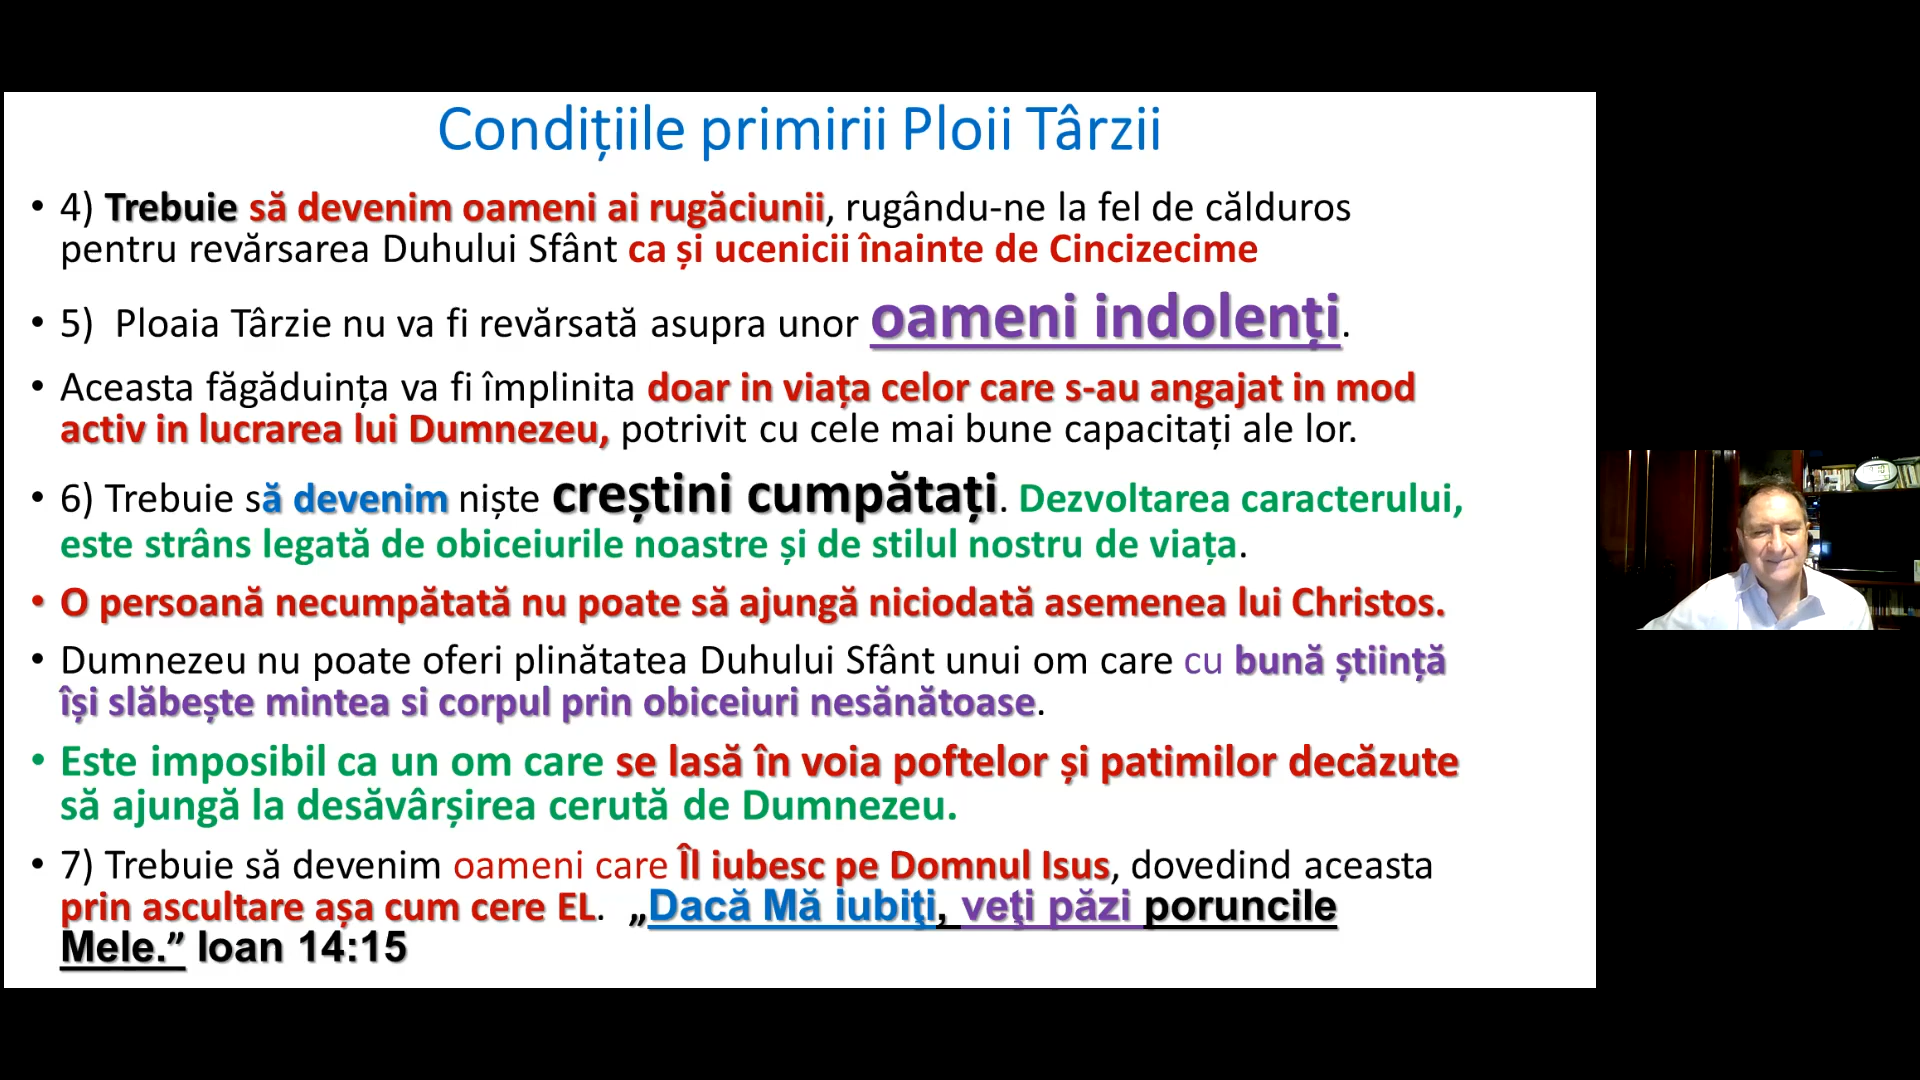 Condițiile primirii Ploii Târzii
• 4) Trebuie să devenim oameni ai rugăciunii, rugându-ne la fel de călduros
pentru revărsarea Duhului Sfânt ca și ucenicii înainte de Cincizecime
• 5) Ploaia Târzie nu va fi revărsată asupra unor oameni indolenți.
• Aceasta făgăduința va fi împlinita doar in viața celor care s-au angajat in mod
activ in lucrarea lui Dumnezeu, potrivit cu cele mai bune capacitați ale lor.
• 6) Trebuie să devenim niște creștini cumpătați. Dezvoltarea caracterului,
este strâns legată de obiceiurile noastre și de stilul nostru de viața.
• O persoană necumpătată nu poate să ajungă niciodată asemenea lui Christos.
• Dumnezeu nu poate oferi plinătatea Duhului Sfânt unui om care cu bună știință
își slăbește mintea si corpul prin obiceiuri nesănătoase.
• Este imposibil ca un om care se lasă în voia poftelor și patimilor decăzute
să ajungă la desăvârșirea cerută de Dumnezeu.
• 7) Trebuie să devenim oameni care Îl iubesc pe Domnul Isus, dovedind aceasta
prin ascultare așa cum cere EL. „Dacă Mă iubiţi, veţi păzi poruncile
Mele.” Ioan 14:15